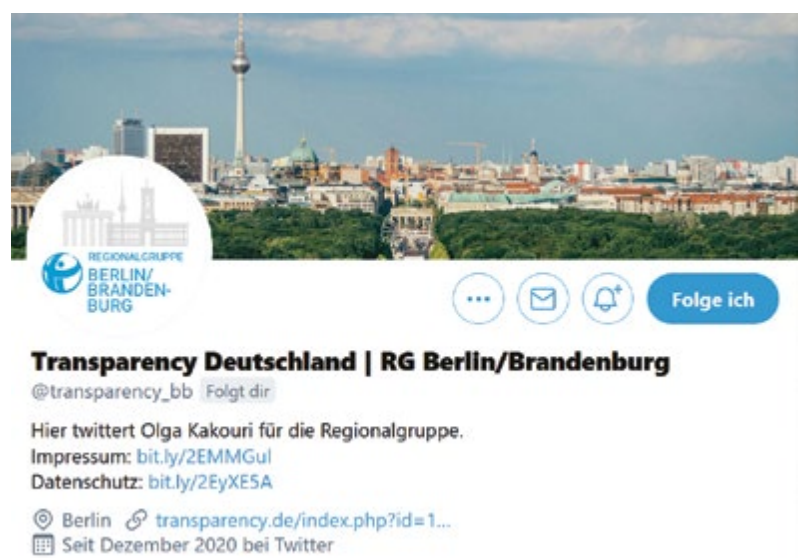 REGIONALGRUPPE
BERLIN/
BRANDEN-
BURG
Folge ich
Transparency Deutschland | RG Berlin/Brandenburg
@transparency_bb Folgt dir
Hier twittert Olga Kakouri für die Regionalgruppe.
Impressum: bit.ly/2EMMGul
Datenschutz: bit.ly/2EyXE5A
Berlin transparency.de/index.php?id=1...
Seit Dezember 2020 bei Twitter